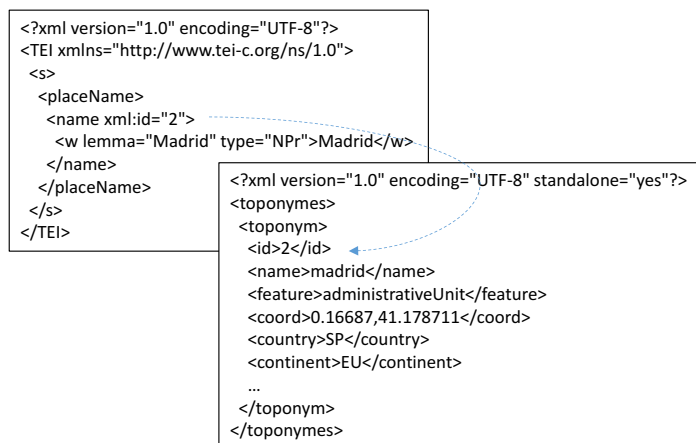 <?xml version="1.0" encoding="UTF-8"?>
<TEI xmlns="http://www.tei-c.org/ns/1.0">
<s>
<placeName>
<name xml:id="2">
<w lemma="Madrid" type="NPr">Madrid</w>
</name>
</placeName>
</s>
</TEI>
<?xml version="1.0" encoding="UTF-8" standalone="yes"?>
<toponymes>
<toponym>
<id>2</id>
<name>madrid</name>
<feature>administrativeUnit</feature>
<coord>0.16687,41.178711</coord>
<country>SP</country>
<continent>EU</continent>
...
</toponym>
</toponymes>